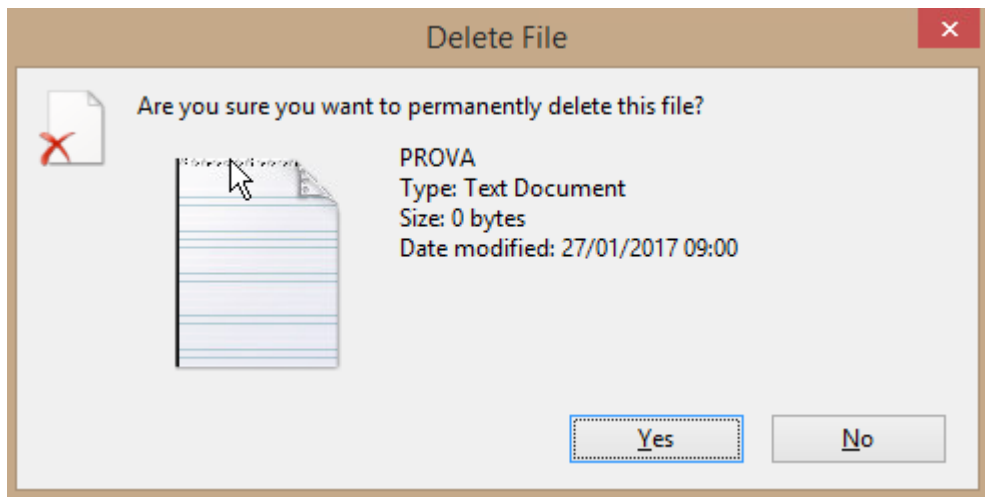 Delete File
Are you sure you want to permanently delete this file?
PROVA
Type: Text Document
Size: 0 bytes
Date modified: 27/01/2017 09:00
Yes
No